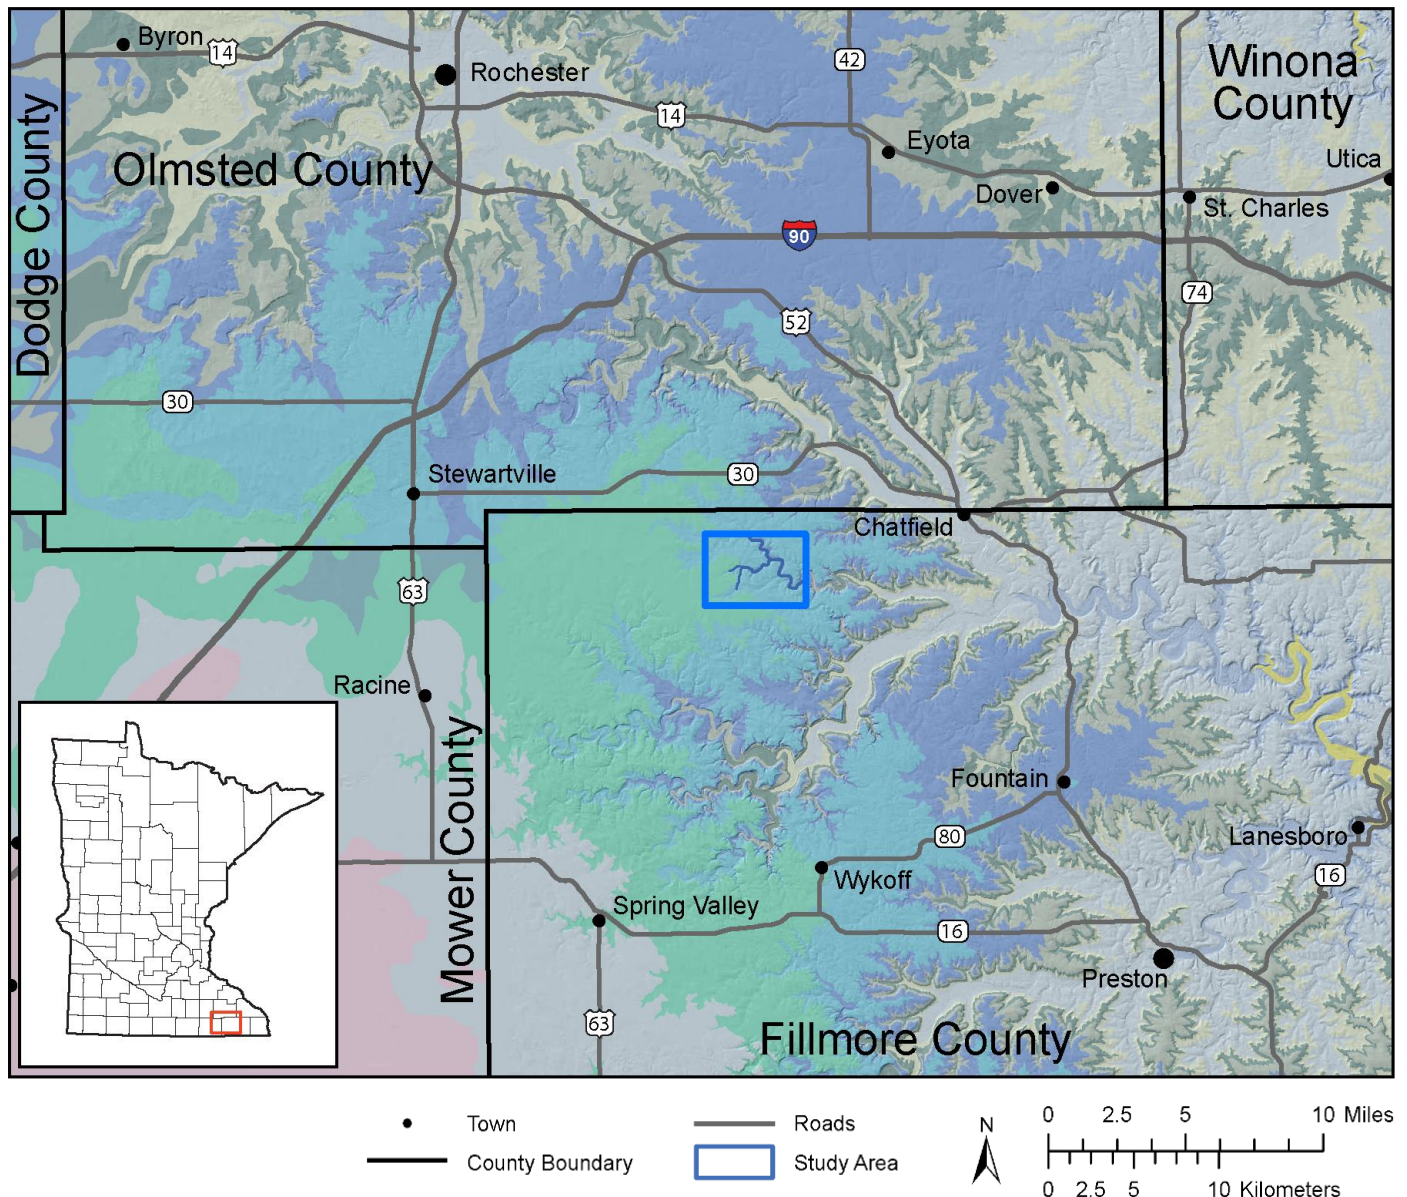 Byron
14
Rochester
42
Winona
County
14
Eyota
Utica
Olmsted County
Dodge County
Dover
St. Charles
90
74
52
30
Stewartville
30
Chatfield
63
Racine
Mower County
Fountain
80
Lanesboro
Wykoff
16
Spring Valley
16
Preston
63
Fillmore County
Town
Roads
County Boundary
Study Area
N
0 2.5 5 10 Miles
0 2.5 5 10 Kilometers